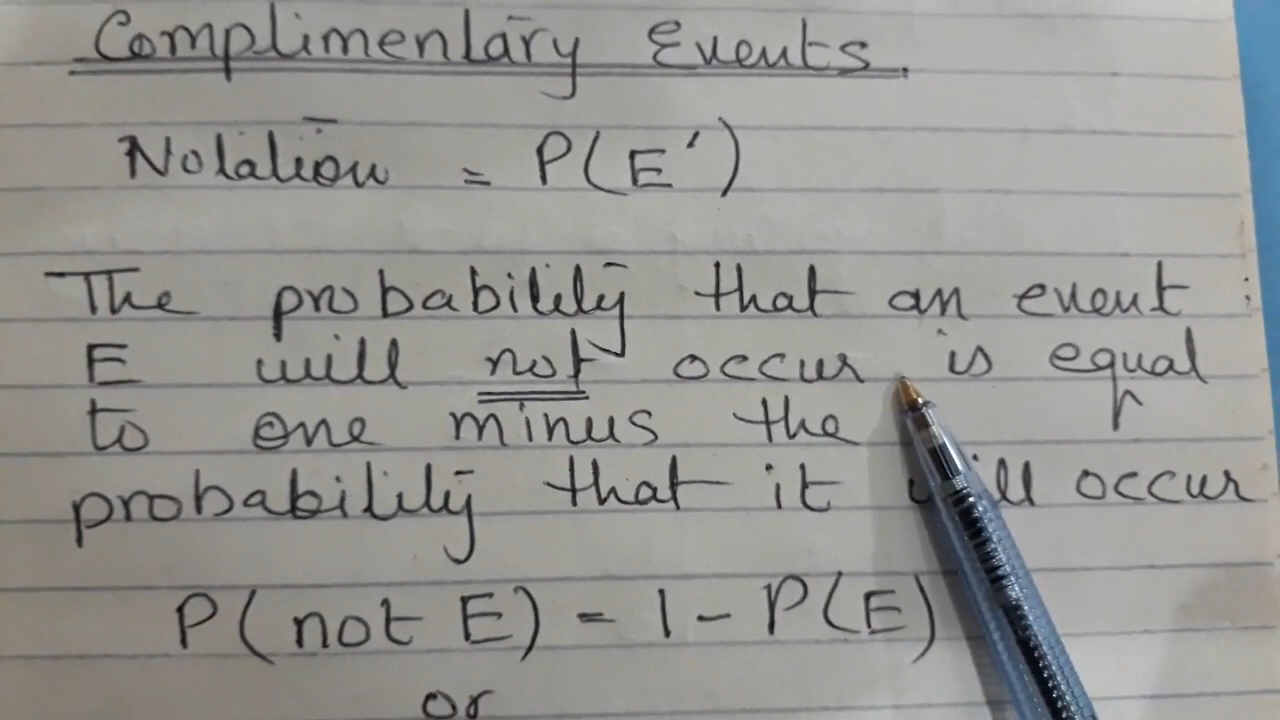 Complimentary Events.
Notation = P(E')
The probability that an event :
E will not occur is equal
to one minus the
probability that it will occur
P(not E) = 1 - P(E)
or